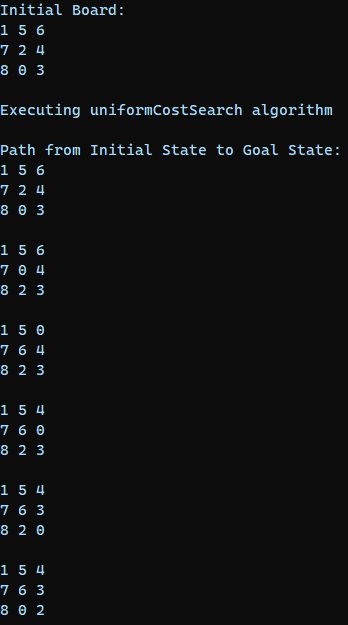 Initial Board:
1 5 6
7 2 4
8 0 3
Executing uniformCostSearch algorithm
Path from Initial State to Goal State:
1 5 6
7 2 4
8 0 3
1 5 6
7 0 4
8 2 3
1 5 0
7 6 4
8 2 3
1 5 4
7 6 0
8 2 3
1 5 4
7 6 3
8 2 0
1 5 4
7 6 3
8 0 2